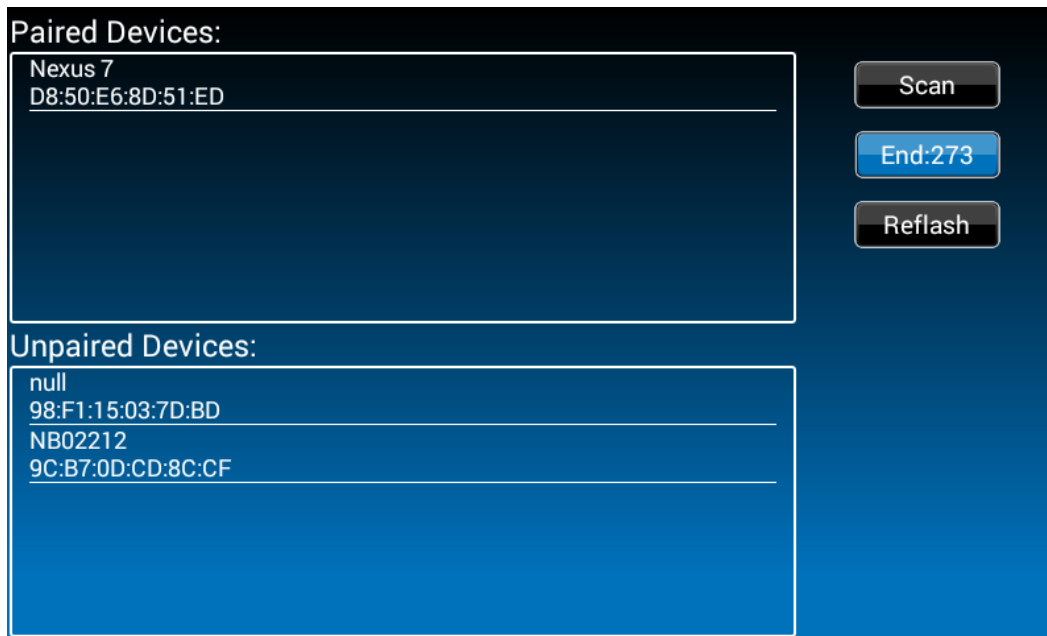 Paired Devices:
Nexus 7
D8:50:E6:8D:51:ED
Scan
End:273
Reflash
Unpaired Devices:
null
98:F1:15:03:7D:BD
NB02212
9C:B7:0D:CD:8C:CF